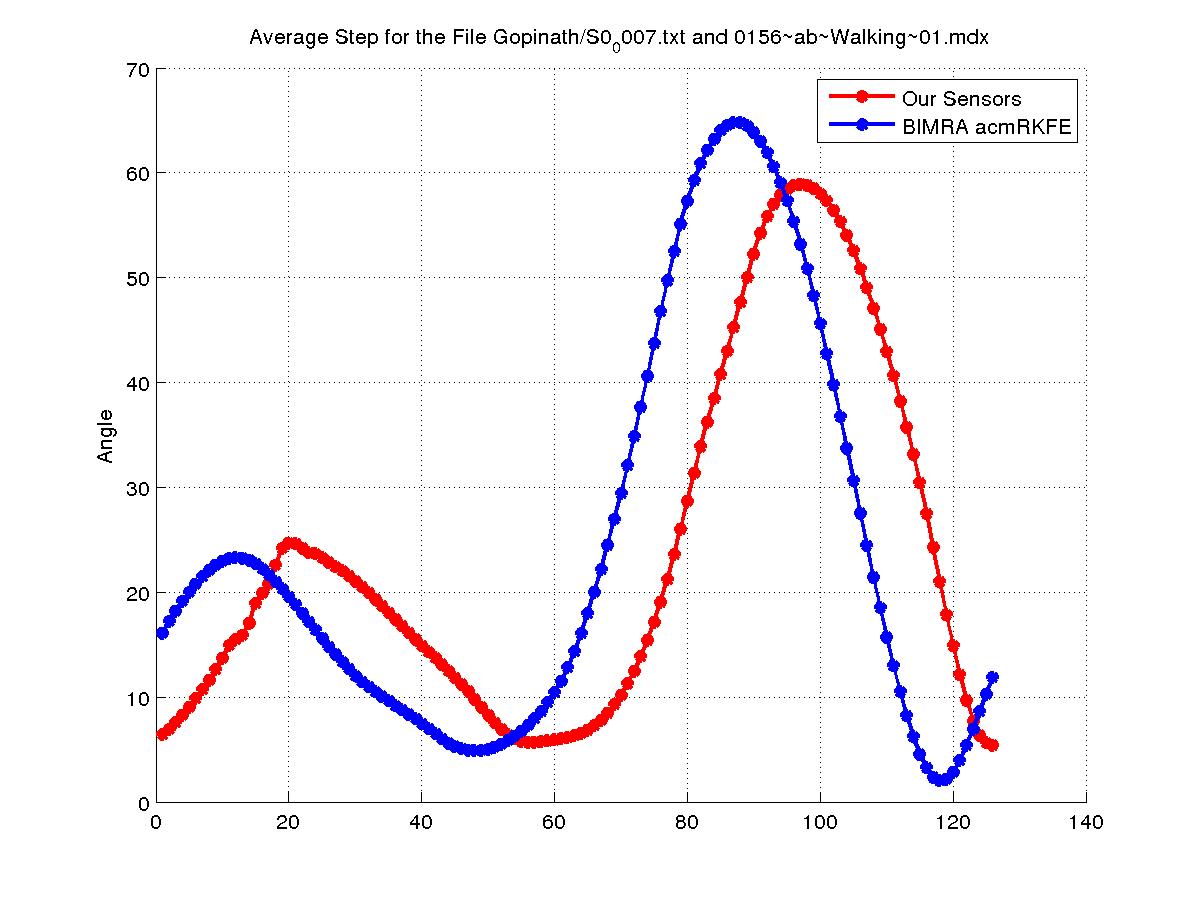 Average Step for the File Gopinath/S0₀007.txt and 0156~ab~Walking~01.mdx
70
Our Sensors
BIMRA acmRKFE
60
50
40
Angle
30
20
10
0
0 20 40 60 80 100 120 140